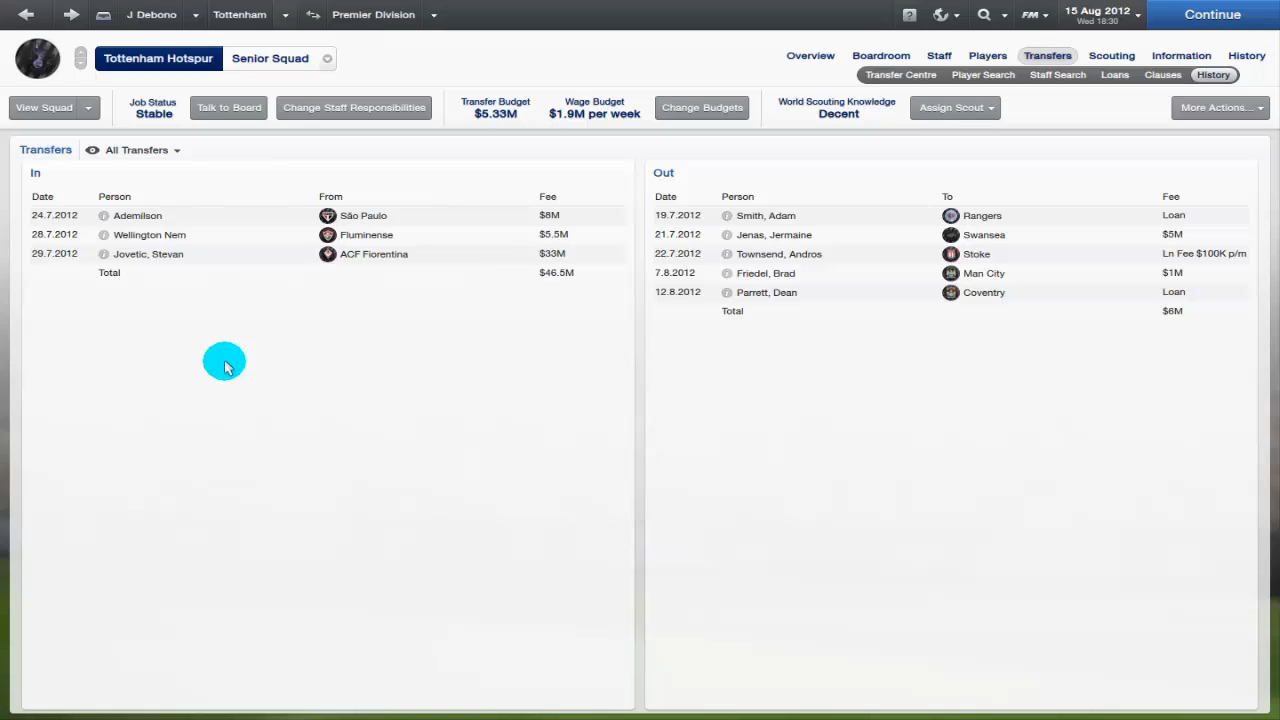 J Debono Tottenham Premier Division ? FM 15 Aug 2012 Continue
Wed 18:30
Tottenham Hotspur Senior Squad Overview Boardroom Staff Players Transfers Scouting Information History
Transfer Centre Player Search Staff Search Loans Clauses History
View Squad Job Status Talk to Board Change Staff Responsibilities Transfer Budget Wage Budget Change Budgets World Scouting Knowledge Assign Scout More Actions...
Stable $5.33M $1.9M per week Decent
Transfers All Transfers
In
Date Person From Fee
24.7.2012 i Ademilson São Paulo $8M
28.7.2012 i Wellington Nem Fluminense $5.5M
29.7.2012 i Jovetic, Stevan ACF Fiorentina $33M
Total $46.5M
Out
Date Person To Fee
19.7.2012 i Smith, Adam Rangers Loan
21.7.2012 i Jenas, Jermaine Swansea $5M
22.7.2012 i Townsend, Andros Stoke Ln Fee $100K p/m
7.8.2012 i Friedel, Brad Man City $1M
12.8.2012 i Parrett, Dean Coventry Loan
Total $6M